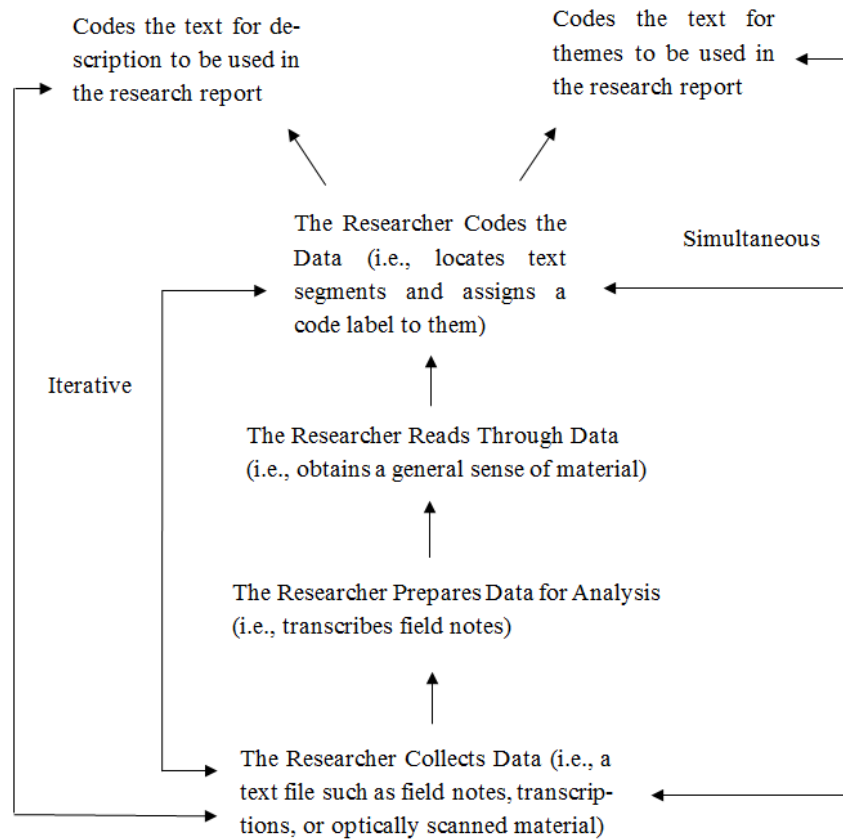 Codes the text for de-
scription to be used in
the research report
Codes the text for
themes to be used in
the research report
The Researcher Codes the
Data (i.e., locates text
segments and assigns a
code label to them)
Simultaneous
Iterative
The Researcher Reads Through Data
(i.e., obtains a general sense of material)
The Researcher Prepares Data for Analysis
(i.e., transcribes field notes)
The Researcher Collects Data (i.e., a
text file such as field notes, transcrip-
tions, or optically scanned material)